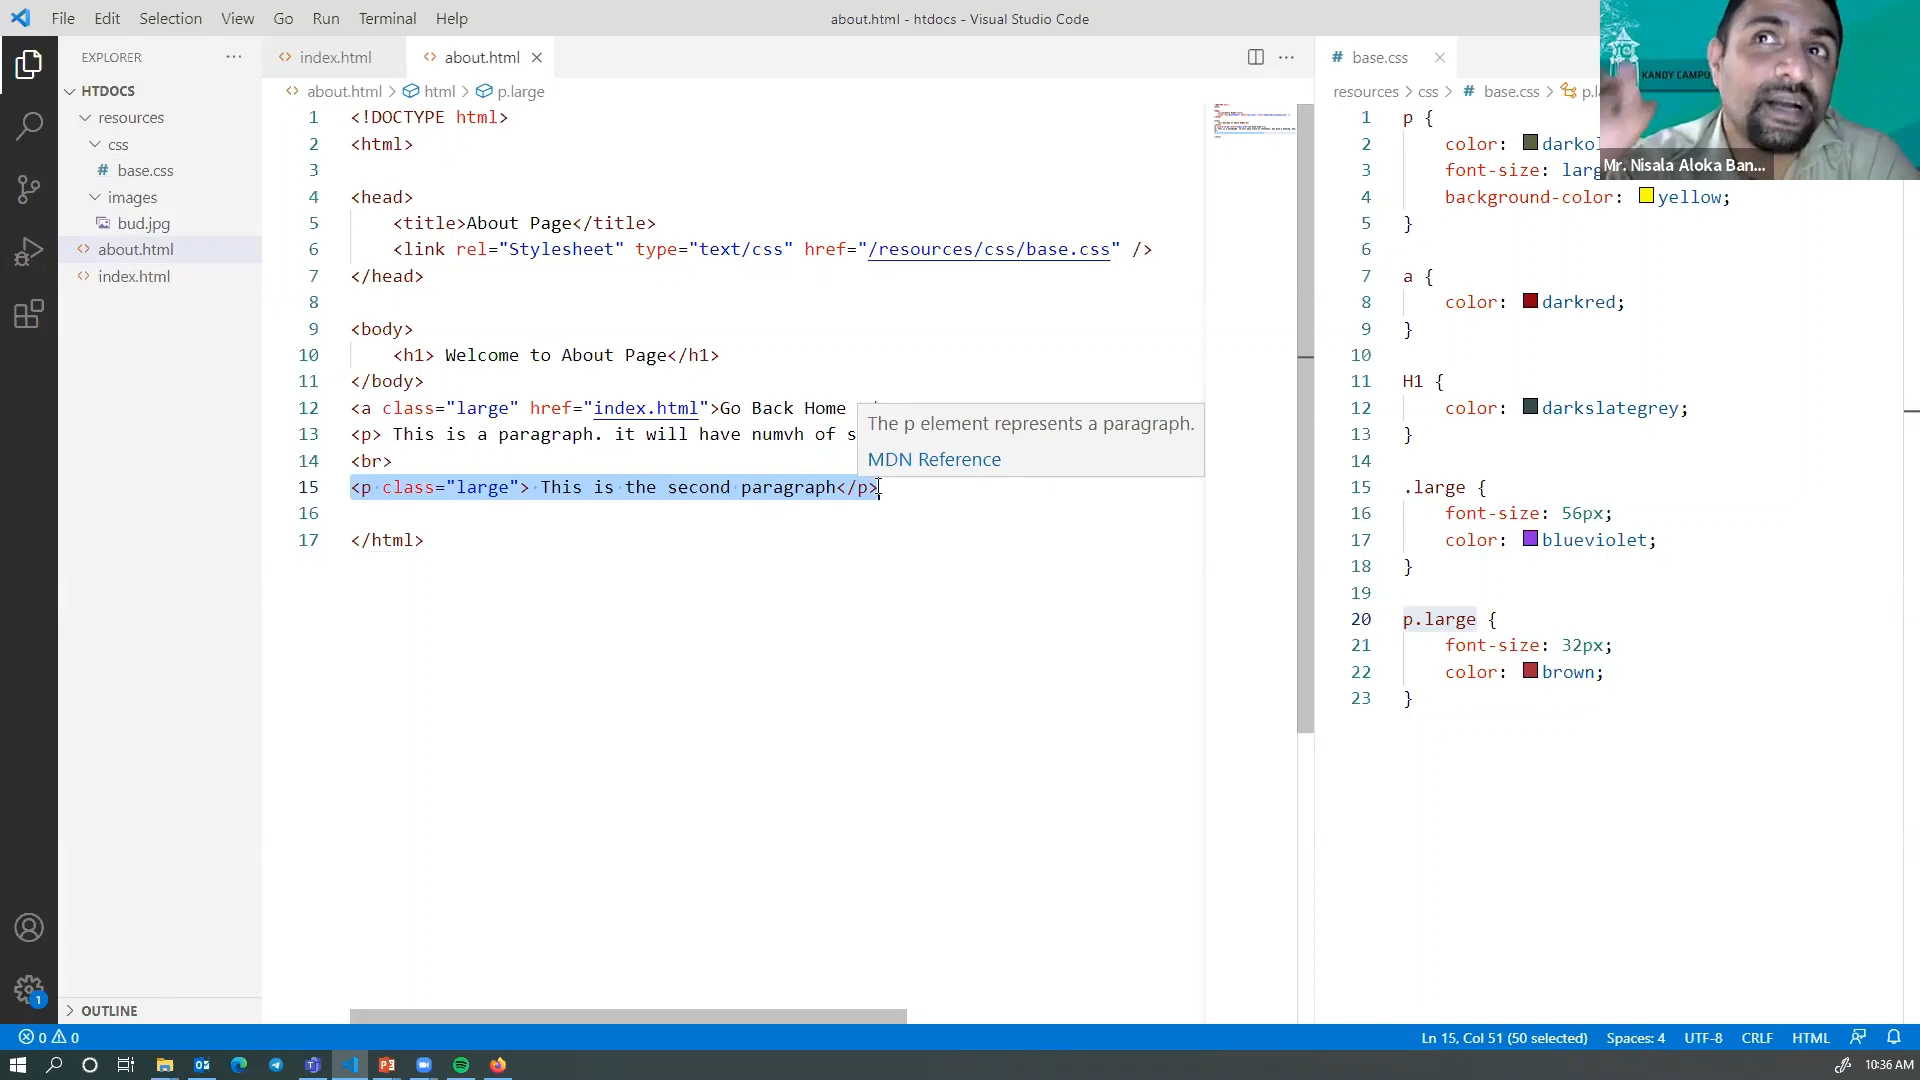 File Edit Selection View Go Run Terminal Help
about.html - htdocs - Visual Studio Code
EXPLORER
HTDOCS
resources
css
# base.css
images
bud.jpg
<> about.html
<> index.html
OUTLINE
<> index.html
<> about.html
<> about.html > html > p.large
1 <!DOCTYPE html>
2 <html>
3
4 <head>
5 <title>About Page</title>
6 <link rel="Stylesheet" type="text/css" href="/resources/css/base.css" />
7 </head>
8
9 <body>
10 <h1> Welcome to About Page</h1>
11 </body>
12 <a class="large" href="index.html">Go Back Home
13 <p> This is a paragraph. it will have numvh of s
14 <br>
15 <p class="large"> This is the second paragraph</p>
16
17 </html>
The p element represents a paragraph.
MDN Reference
# base.css
resources > css > # base.css >
1 p {
2 color:
3 font-size:
4 background-color: yellow;
5 }
6
7 a {
8 color: darkred;
9 }
10
11 H1 {
12 color: darkslategrey;
13 }
14
15 .large {
16 font-size: 56px;
17 color: blueviolet;
18 }
19
20 p.large {
21 font-size: 32px;
22 color: brown;
23 }
KANDY
Mr. Nisala Aloka Ban...
1
0 0
Ln 15, Col 51 (50 selected) Spaces: 4 UTF-8 CRLF HTML
10:36 AM